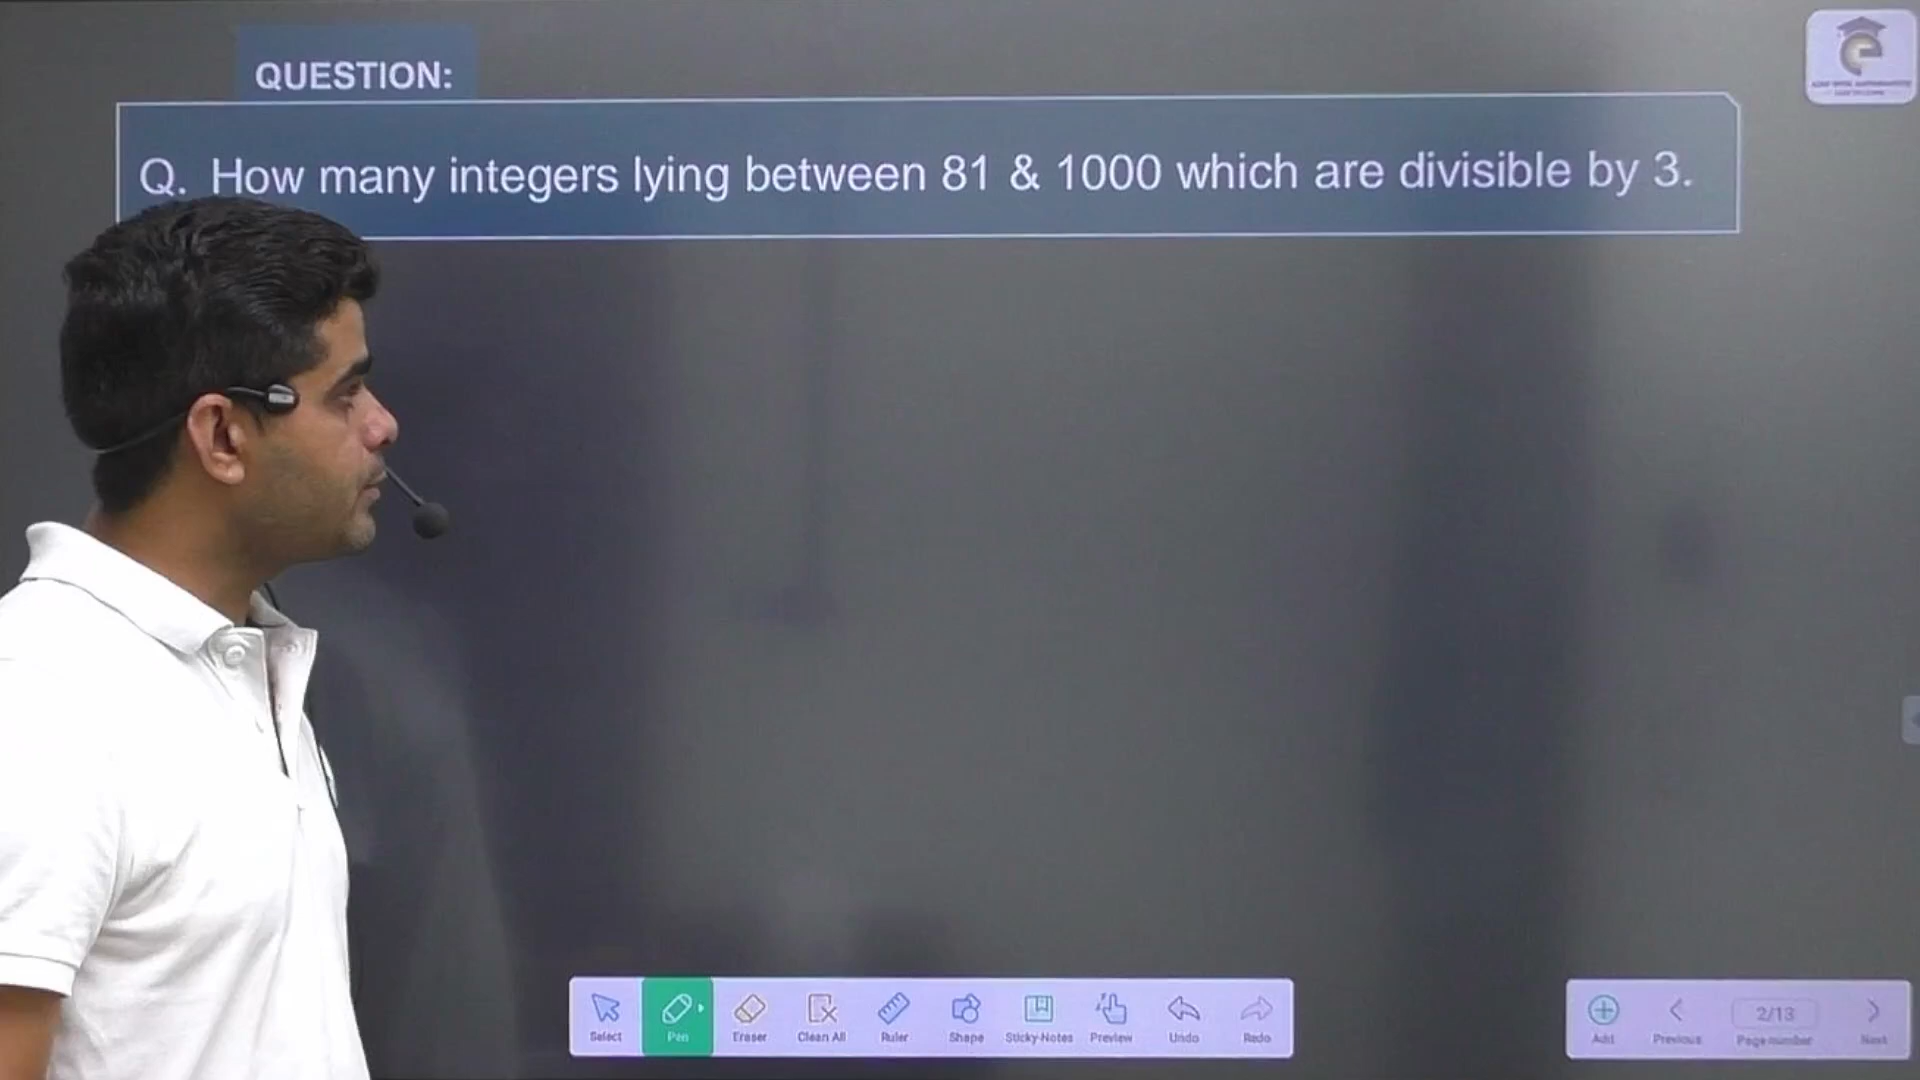 QUESTION:
Q. How many integers lying between 81 & 1000 which are divisible by 3.
Select
Pen
Eraser
Clean All
Ruler
Shape
Sticky-Notes
Preview
Undo
Redo
Add
Previous
2/13
Page number
Next